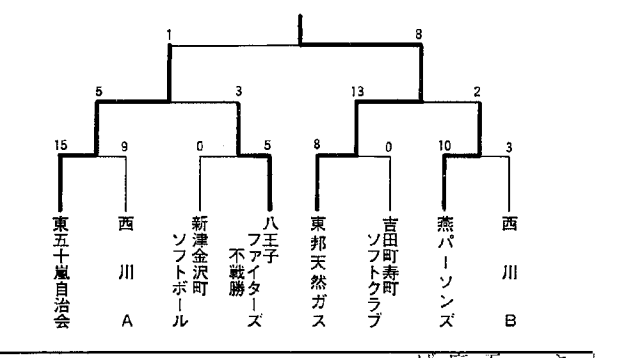 1 8
5 3 13 2
15 9 0 5 8 0 10 3
東五十嵐自治会
西川A
新津金沢町
ソフトボール
八王子
ファイターズ
不戦勝
東邦天然ガス
吉田町寿町
ソフトクラブ
燕パーソンズ
西川B